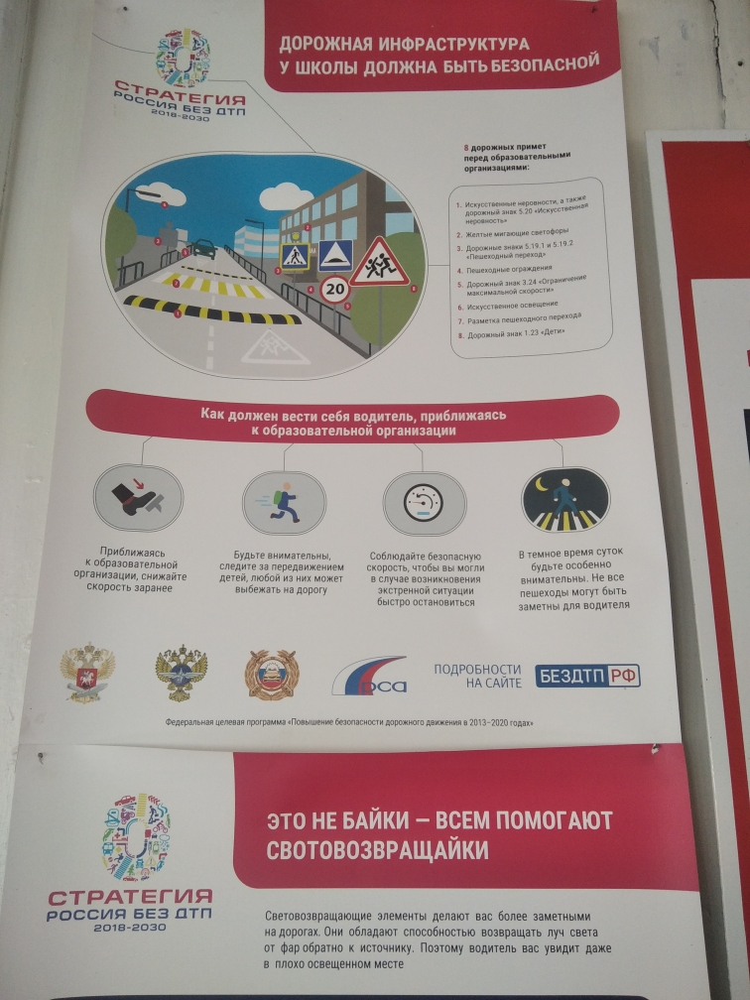 СТРАТЕГИЯ
РОССИЯ БЕЗ ДТП
2018-2030
ДОРОЖНАЯ ИНФРАСТРУКТУРА
У ШКОЛЫ ДОЛЖНА БЫТЬ БЕЗОПАСНОЙ
8 дорожных примет
перед образовательными
организациями:
1. Искусственные неровности, а также
дорожный знак 5.20 «Искусственная
неровность»
2. Желтые мигающие светофоры
3. Дорожные знаки 5.19.1 и 5.19.2
«Пешеходный переход»
4. Пешеходные ограждения
5. Дорожный знак 3.24 «Ограничение
максимальной скорости»
6. Искусственное освещение
7. Разметка пешеходного перехода
8. Дорожный знак 1.23 «Дети»
20
Как должен вести себя водитель, приближаясь
к образовательной организации
Приближаясь
к образовательной
организации, снижайте
скорость заранее
Будьте внимательны,
следите за передвижением
детей, любой из них может
выбежать на дорогу
Соблюдайте безопасную
скорость, чтобы вы могли
в случае возникновения
экстренной ситуации
быстро остановиться
В темное время суток
будьте особенно
внимательны. Не все
пешеходы могут быть
заметны для водителя
рса
ПОДРОБНОСТИ
НА САЙТЕ
БЕЗДТП РФ
Федеральная целевая программа «Повышение безопасности дорожного движения в 2013–2020 годах»
СТРАТЕГИЯ
РОССИЯ БЕЗ ДТП
2018-2030
ЭТО НЕ БАЙКИ — ВСЕМ ПОМОГАЮТ
СВОТОВОЗВРАЩАЙКИ
Световозвращающие элементы делают вас более заметными
на дорогах. Они обладают способностью возвращать луч света
от фар обратно к источнику. Поэтому водитель вас увидит даже
в плохо освещенном месте